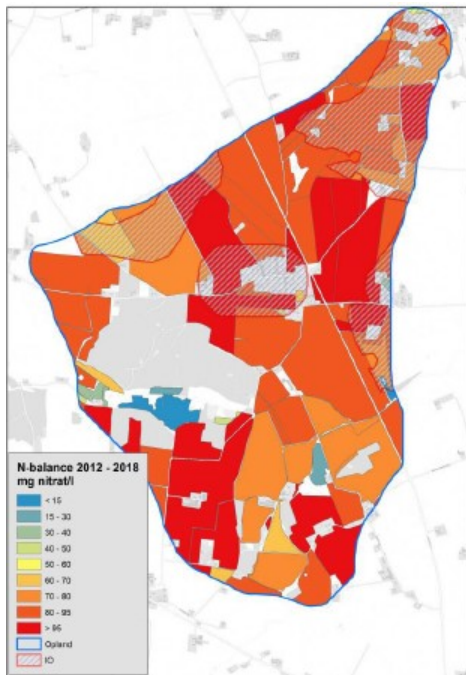 N-balance 2012 - 2018
mg nitrat/l
< 15
15 - 30
30 - 40
40 - 50
50 - 60
60 - 70
70 - 80
80 - 95
> 95
Opland
IO